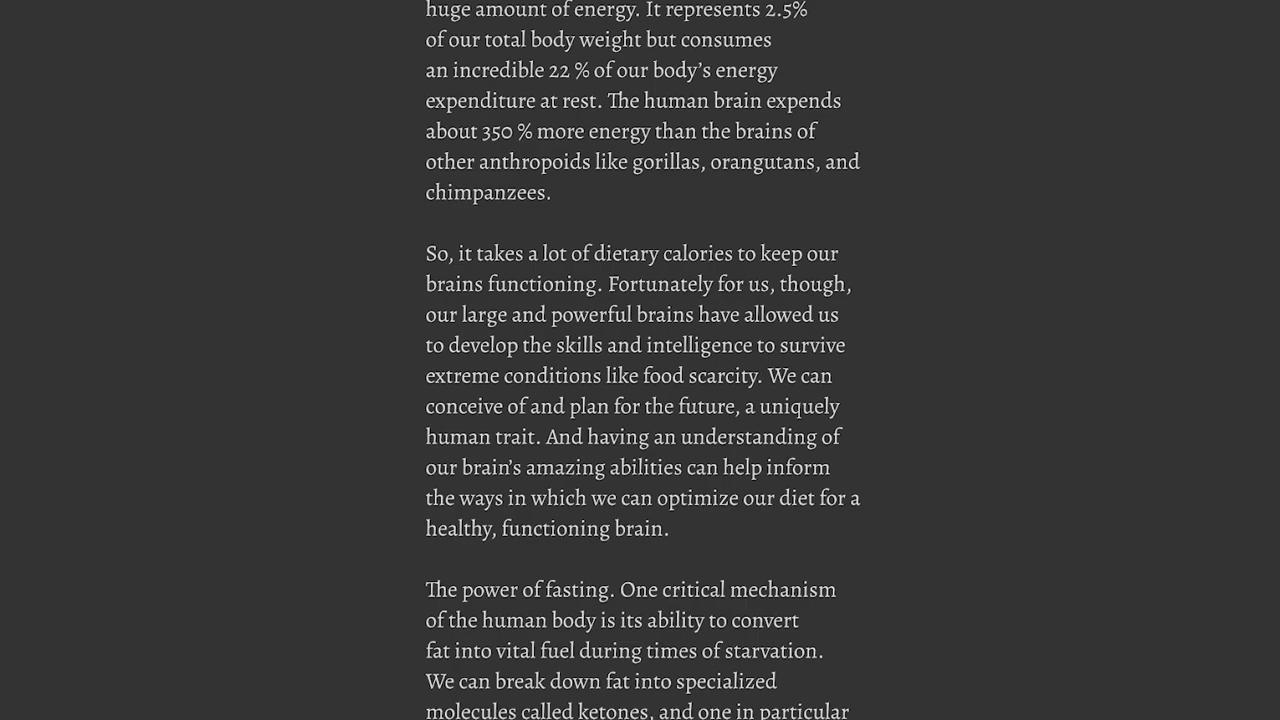 huge amount of energy. It represents 2.5%
of our total body weight but consumes
an incredible 22 % of our body’s energy
expenditure at rest. The human brain expends
about 350 % more energy than the brains of
other anthropoids like gorillas, orangutans, and
chimpanzees.
So, it takes a lot of dietary calories to keep our
brains functioning. Fortunately for us, though,
our large and powerful brains have allowed us
to develop the skills and intelligence to survive
extreme conditions like food scarcity. We can
conceive of and plan for the future, a uniquely
human trait. And having an understanding of
our brain’s amazing abilities can help inform
the ways in which we can optimize our diet for a
healthy, functioning brain.
The power of fasting. One critical mechanism
of the human body is its ability to convert
fat into vital fuel during times of starvation.
We can break down fat into specialized
molecules called ketones, and one in particular